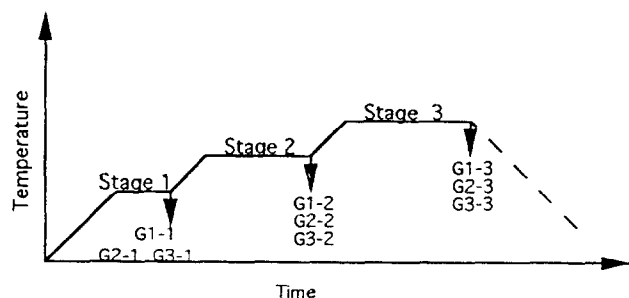 Temperature
Stage 1
Stage 2
Stage 3
G1-1
G2-1 G3-1
G1-2
G2-2
G3-2
G1-3
G2-3
G3-3
Time